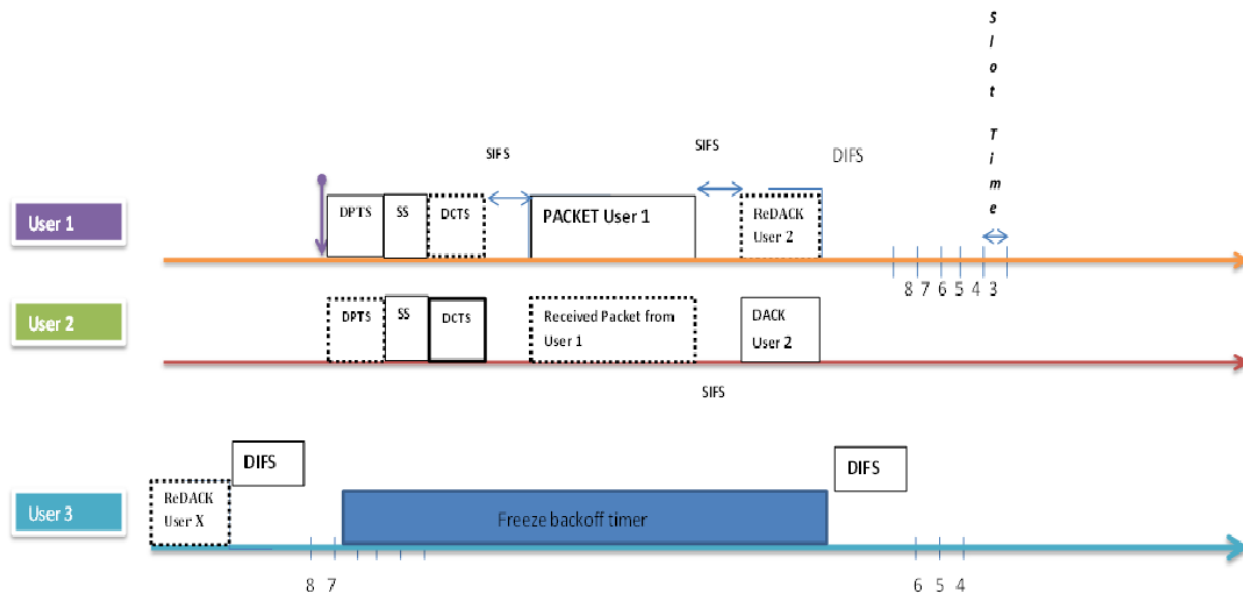 Slot Time
SIFS
SIFS
DIFS
User 1
DPTS
SS
DCTS
PACKET User 1
ReDACK
User 2
8 7 6 5 4 3
User 2
DPTS
SS
DCTS
Received Packet from
User 1
DACK
User 2
SIFS
DIFS
DIFS
User 3
ReDACK
User X
Freeze backoff timer
8 7
6 5 4